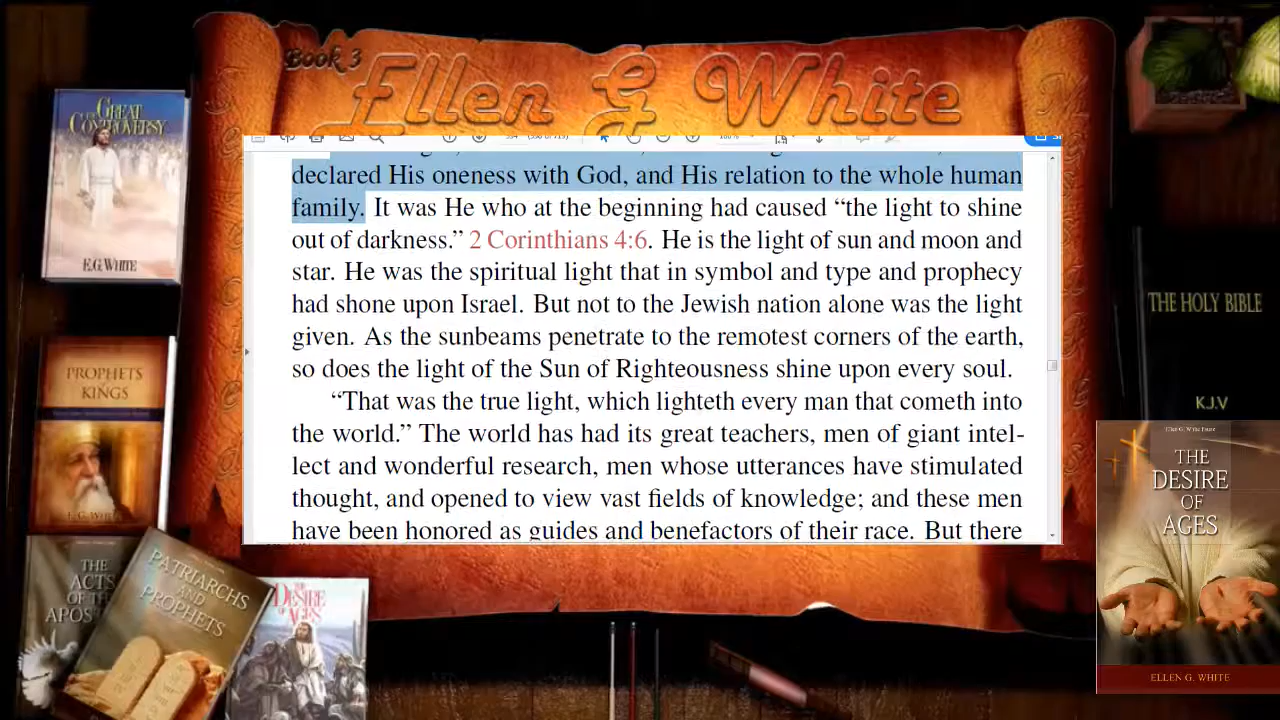 Book 3
Ellen G White
THE GREAT
CONTROVERSY
E.G. WHITE
declared His oneness with God, and His relation to the whole human
family. It was He who at the beginning had caused “the light to shine
out of darkness.” 2 Corinthians 4:6. He is the light of sun and moon and
star. He was the spiritual light that in symbol and type and prophecy
had shone upon Israel. But not to the Jewish nation alone was the light
given. As the sunbeams penetrate to the remotest corners of the earth,
so does the light of the Sun of Righteousness shine upon every soul.
“That was the true light, which lighteth every man that cometh into
the world.” The world has had its great teachers, men of giant intel-
lect and wonderful research, men whose utterances have stimulated
thought, and opened to view vast fields of knowledge; and these men
have been honored as guides and benefactors of their race. But there
PROPHETS
KINGS
THE
ACTS
OF THE
PATRIARCHS
AND
PROPHETS
DESIRE
OF AGES
THE HOLY BIBLE
K.J.V
THE
DESIRE
OF
AGES
ELLEN G. WHITE